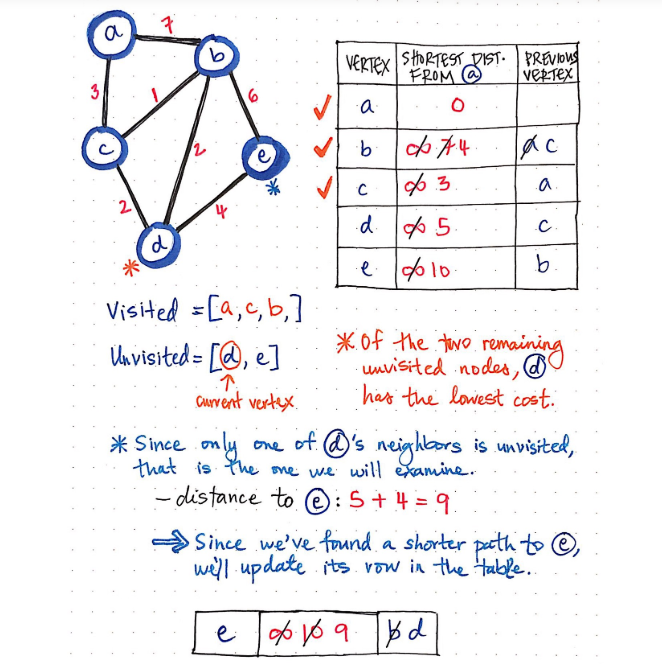 a
7
b
3
1
6
c
2
e
*
2
4
d
*
VERTEX | SHORTEST DIST. FROM ⓐ | PREVIOUS VERTEX
✓ a | 0 |
✓ b | ∞ 7 4 | a c
✓ c | ∞ 3 | a
d | ∞ 5 | c
e | ∞ 10 | b
Visited = [a, c, b,]
Unvisited = [ⓓ, e]
↑
current vertex
* Of the two remaining
unvisited nodes, ⓓ
has the lowest cost.
* Since only one of ⓓ's neighbors is unvisited,
that is the one we will examine.
– distance to ⓔ: 5 + 4 = 9
⇒ Since we've found a shorter path to ⓔ,
we'll update its row in the table.
e | ∞ 10 9 | b d